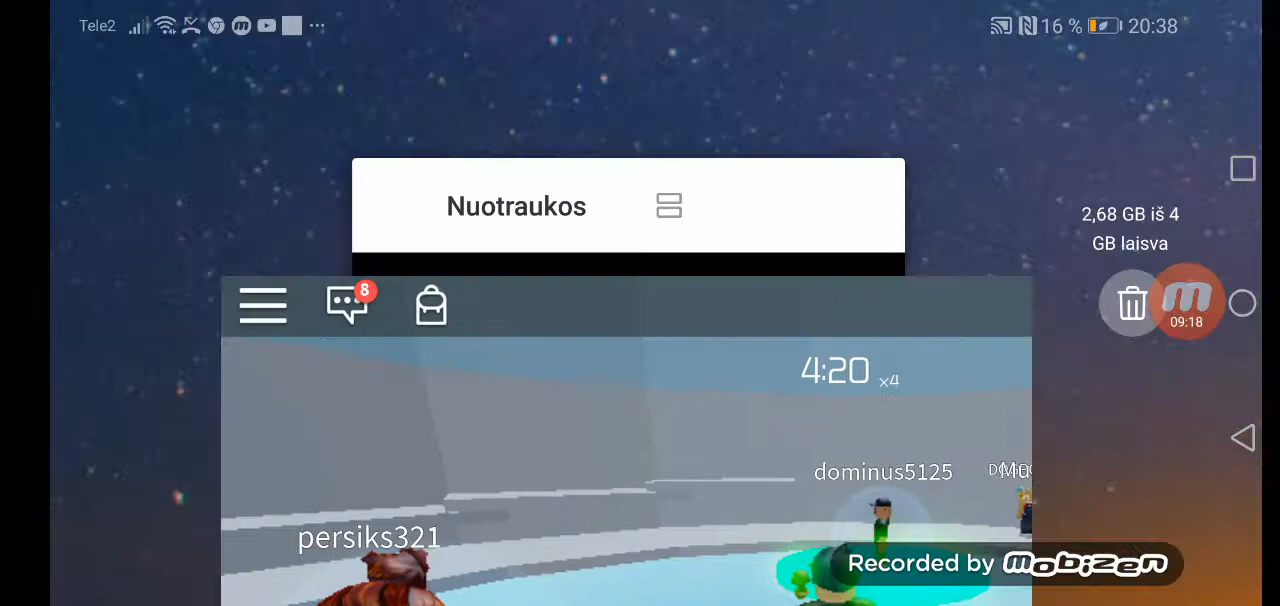 Tele2
16 % 20:38
Nuotraukos
2,68 GB iš 4
GB laisva
8
09:18
4:20 x4
dominus5125
persiks321
Recorded by mobizen